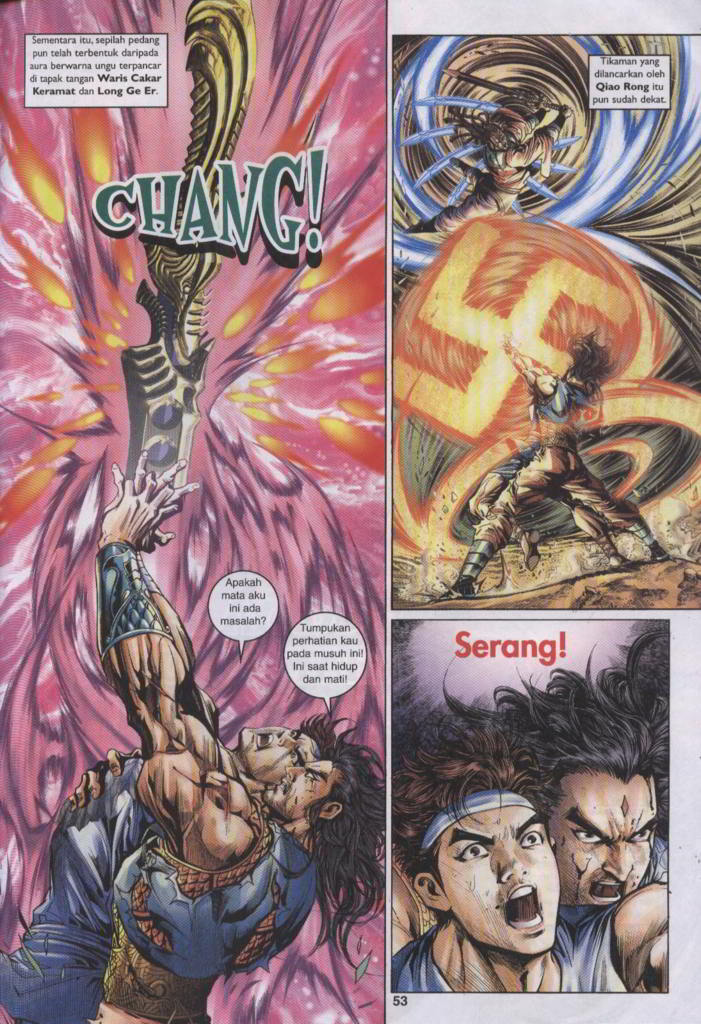 Sementara itu, sepilah pedang
pun telah terbentuk daripada
aura berwarna ungu terpancar
di tapak tangan Waris Cakar
Keramat dan Long Ge Er.
CHANG!
Apakah
mata aku
ini ada
masalah?
Tumpukan
perhatian kau
pada musuh ini!
Ini saat hidup
dan mati!
Tikaman yang
dilancarkan oleh
Qiao Rong itu
pun sudah dekat.
Serang!
53